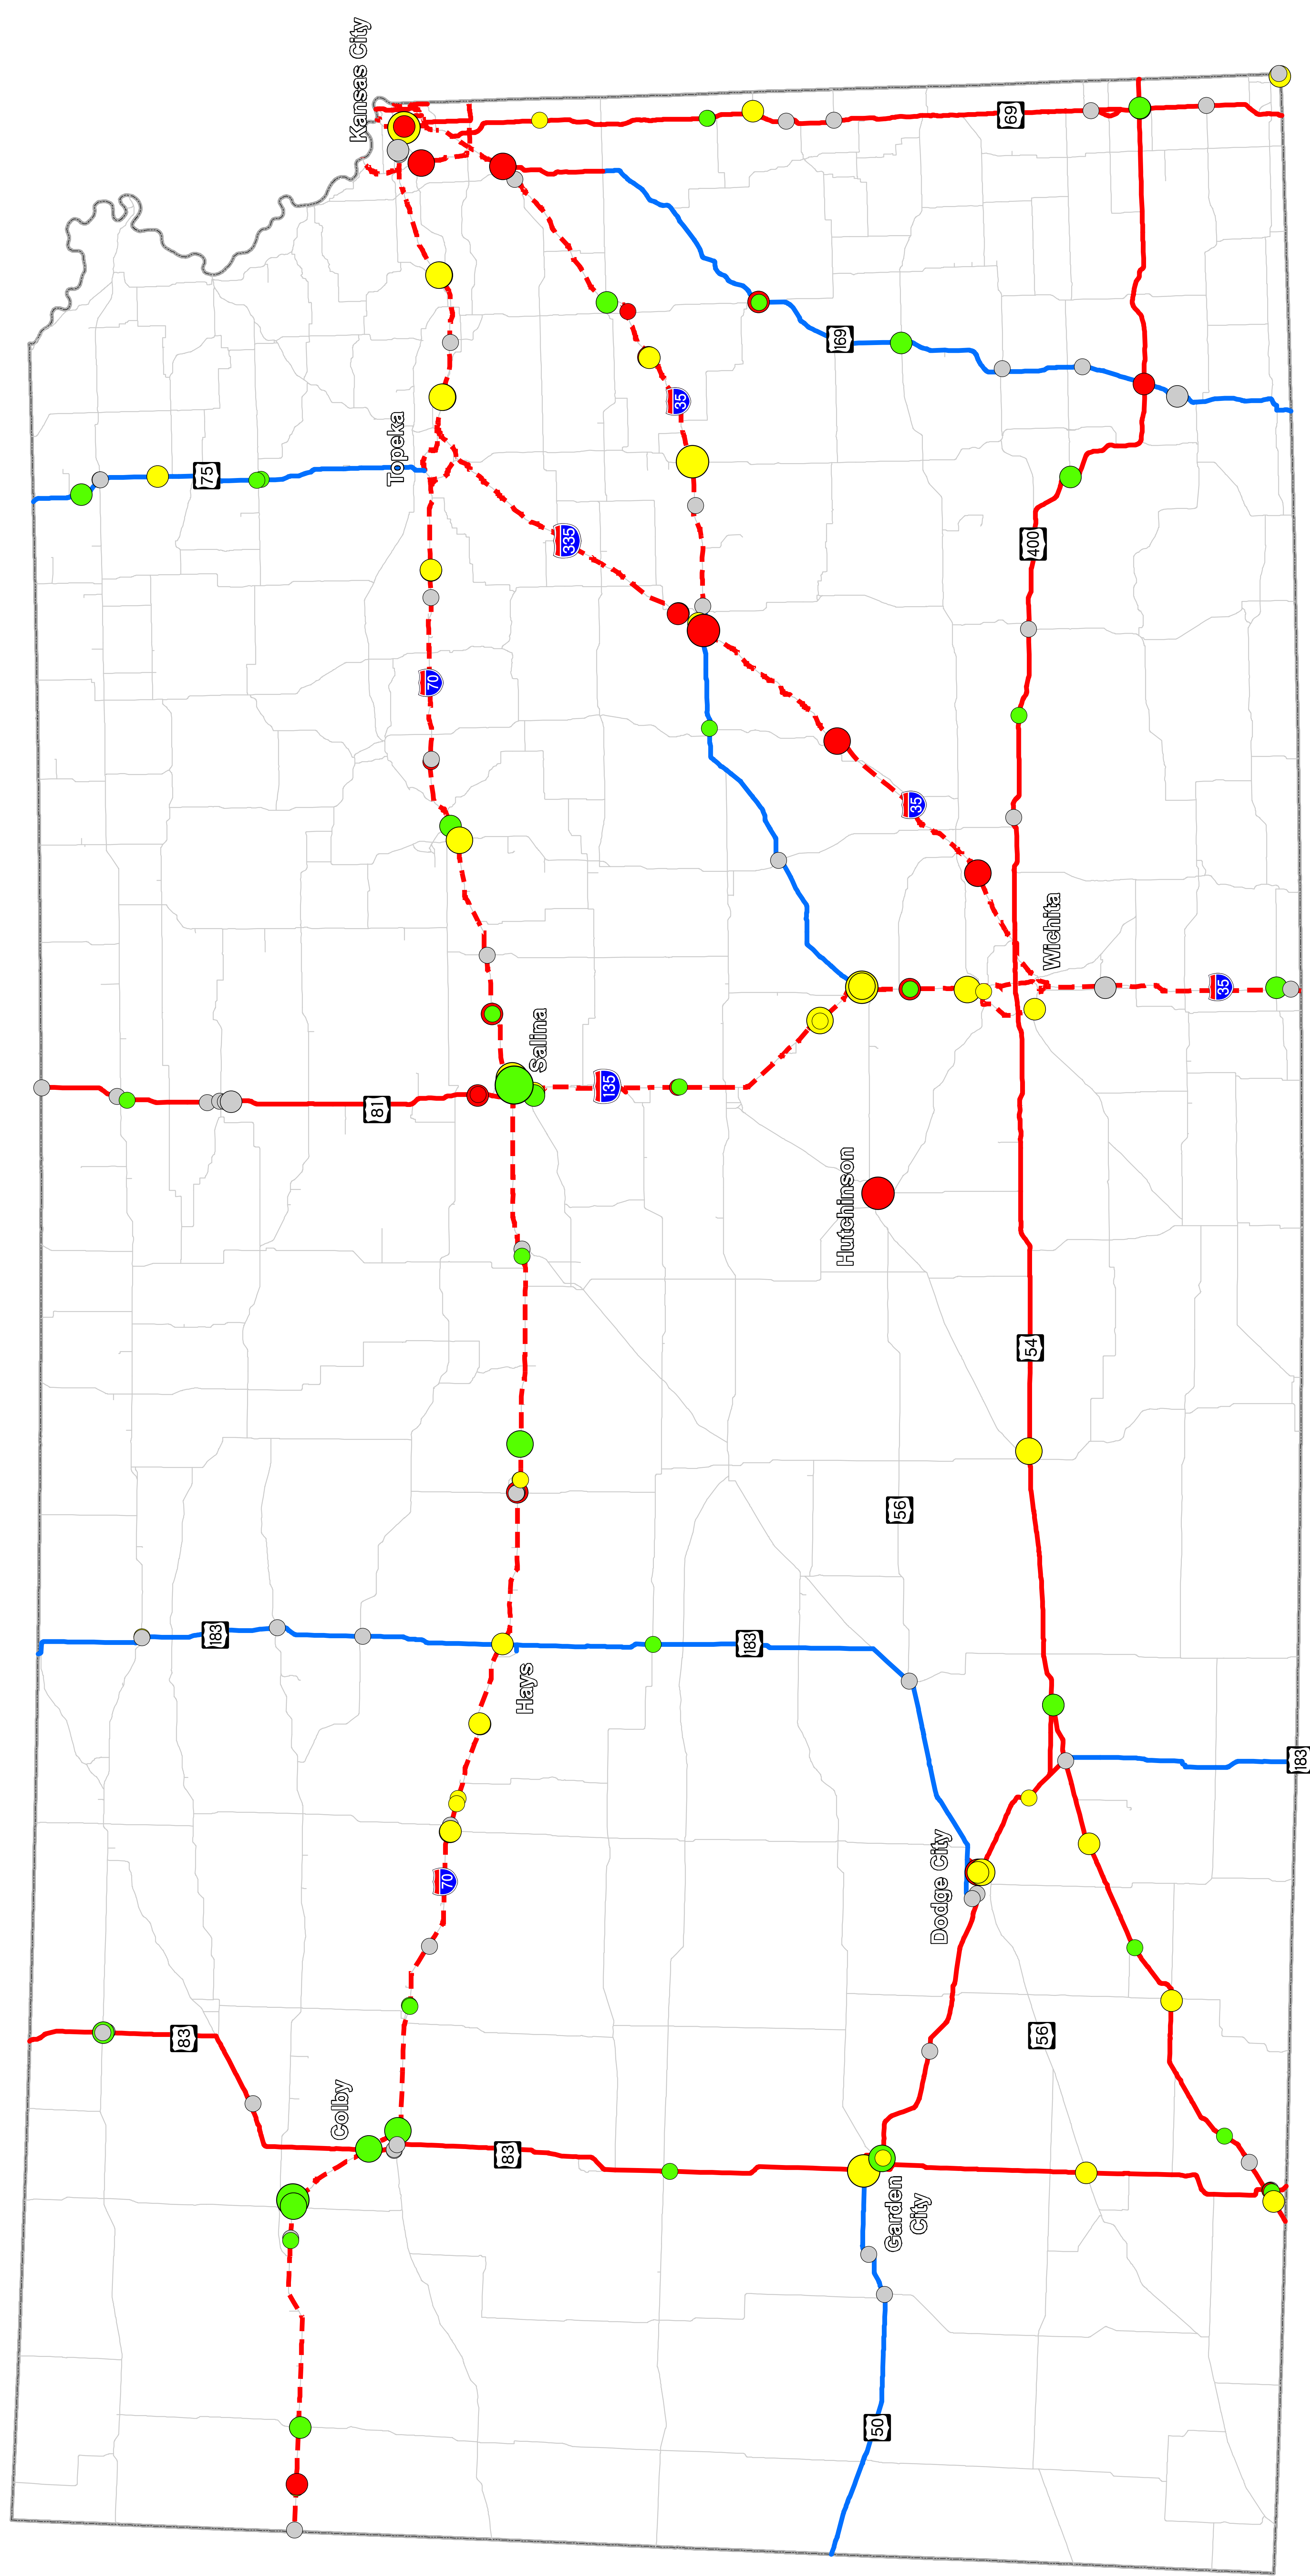 Kansas City
69
169
35
75
Topeka
335
400
70
35
Wichita
35
Salina
135
81
Hutchinson
54
56
183
183
Hays
183
70
Dodge City
83
56
Colby
83
Garden
City
50